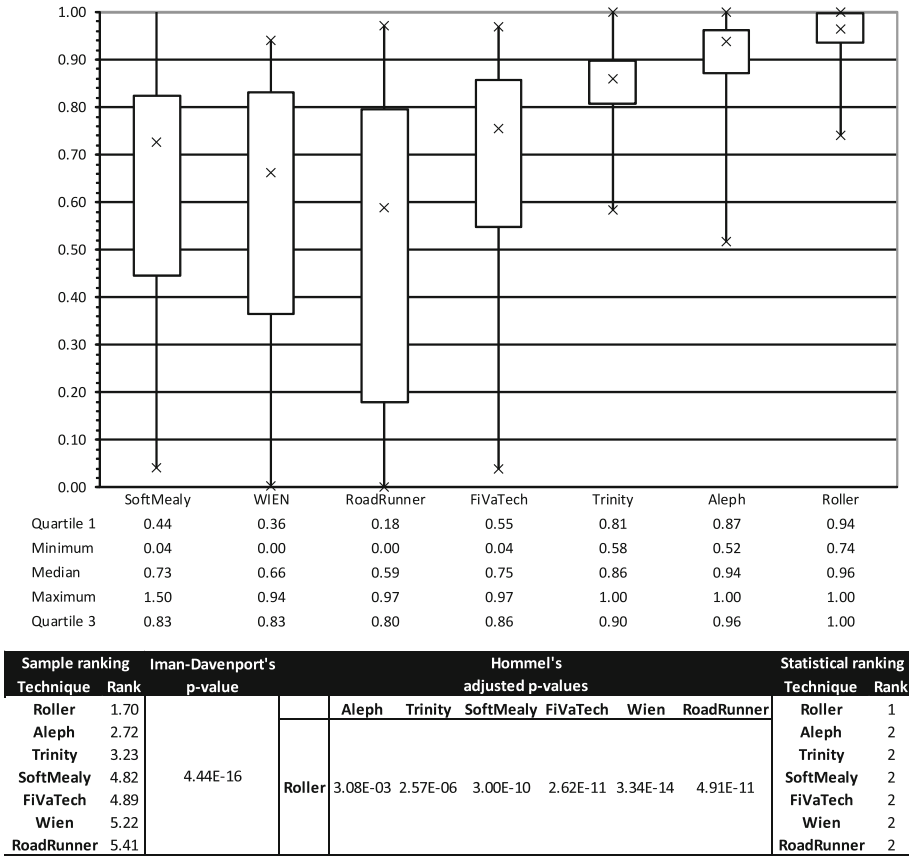 1.00
0.90
0.80
0.70
0.60
0.50
0.40
0.30
0.20
0.10
0.00
SoftMealy WIEN RoadRunner FiVaTech Trinity Aleph Roller
Quartile 1 0.44 0.36 0.18 0.55 0.81 0.87 0.94
Minimum 0.04 0.00 0.00 0.04 0.58 0.52 0.74
Median 0.73 0.66 0.59 0.75 0.86 0.94 0.96
Maximum 1.50 0.94 0.97 0.97 1.00 1.00 1.00
Quartile 3 0.83 0.83 0.80 0.86 0.90 0.96 1.00
Sample ranking Iman-Davenport's Hommel's Statistical ranking
Technique Rank p-value adjusted p-values Technique Rank
Roller 1.70 Aleph Trinity SoftMealy FiVaTech Wien RoadRunner Roller 1
Aleph 2.72 Aleph 2
Trinity 3.23 Trinity 2
SoftMealy 4.82 4.44E-16 Roller 3.08E-03 2.57E-06 3.00E-10 2.62E-11 3.34E-14 4.91E-11 SoftMealy 2
FiVaTech 4.89 FiVaTech 2
Wien 5.22 Wien 2
RoadRunner 5.41 RoadRunner 2